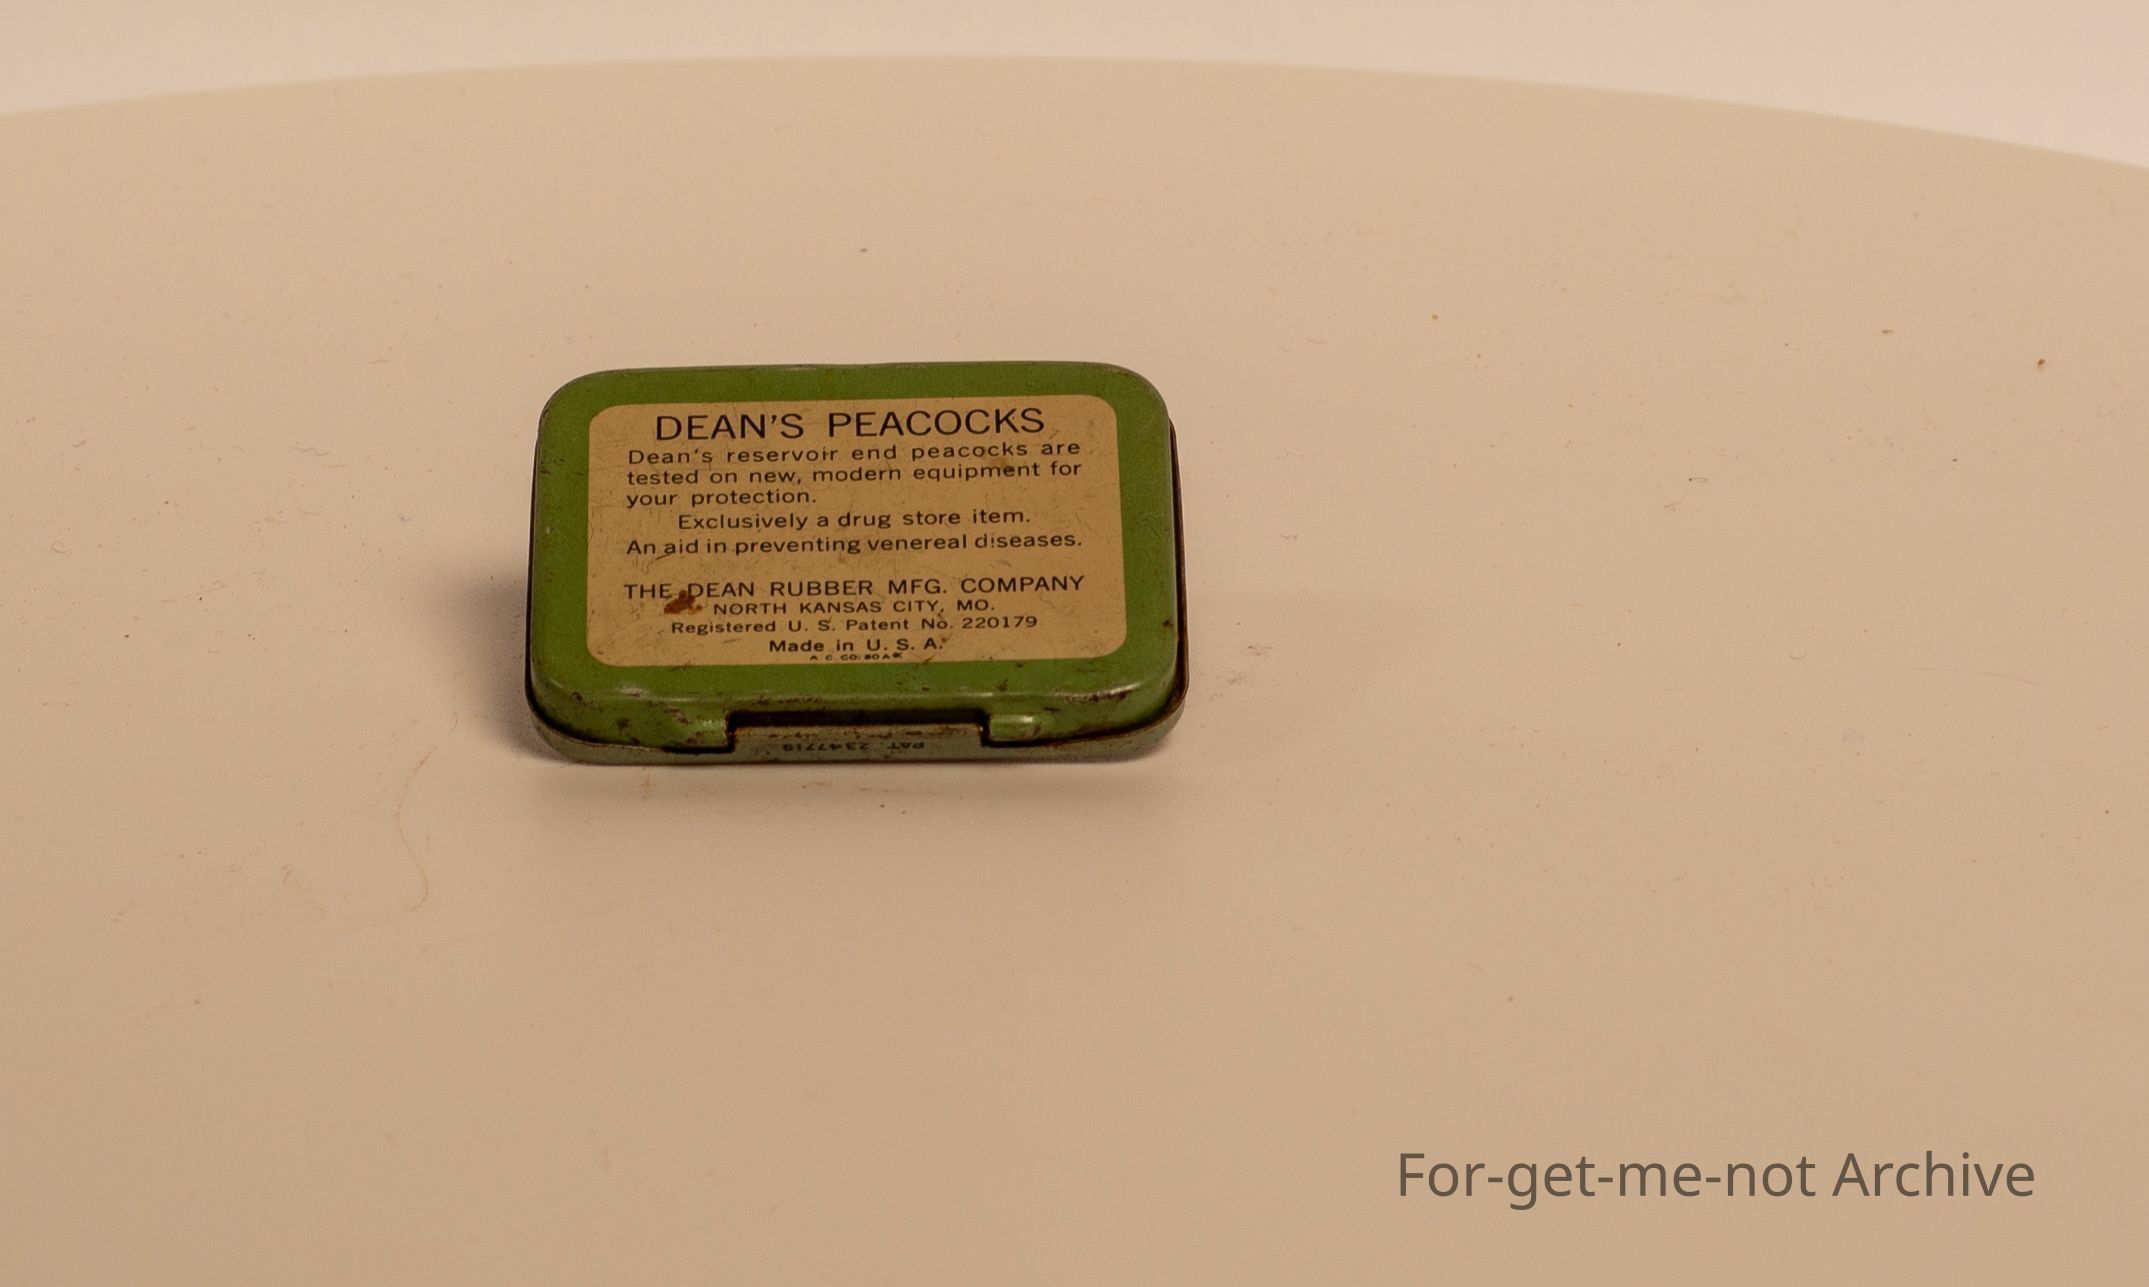 DEAN'S PEACOCKS
Dean's reservoir end peacocks are
tested on new, modern equipment for
your protection.
Exclusively a drug store item.
An aid in preventing venereal diseases.
THE DEAN RUBBER MFG. COMPANY
NORTH KANSAS CITY, MO.
Registered U. S. Patent No. 220179
Made in U. S. A.
A. C. CO.
PAT. 2347719
For-get-me-not Archive